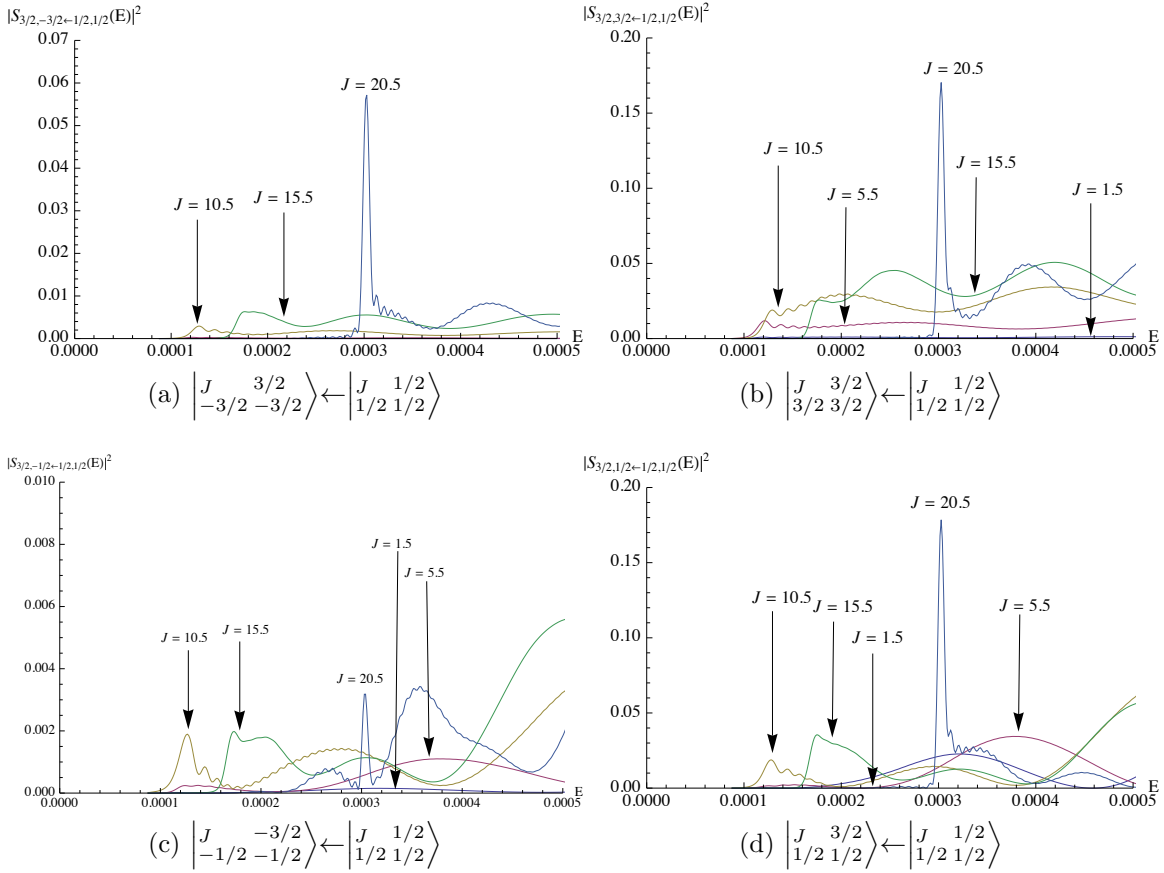 |S3/2,−3/2←1/2,1/2(E)|²
0.07
0.06
0.05
0.04
0.03
0.02
0.01
0.00
J = 10.5
J = 15.5
J = 20.5
0.0000 0.0001 0.0002 0.0003 0.0004 0.0005
E
(a) |J 3/2 −3/2 −3/2⟩←|J 1/2 1/2 1/2⟩
|S3/2,3/2←1/2,1/2(E)|²
0.20
0.15
0.10
0.05
0.00
J = 20.5
J = 10.5
J = 15.5
J = 5.5
J = 1.5
0.0000 0.0001 0.0002 0.0003 0.0004 0.0005
E
(b) |J 3/2 3/2 3/2⟩←|J 1/2 1/2 1/2⟩
|S3/2,−1/2←1/2,1/2(E)|²
0.010
0.008
0.006
0.004
0.002
0.000
J = 1.5
J = 5.5
J = 10.5
J = 15.5
J = 20.5
0.0000 0.0001 0.0002 0.0003 0.0004 0.0005
E
(c) |J −3/2 −1/2 −1/2⟩←|J 1/2 1/2 1/2⟩
|S3/2,1/2←1/2,1/2(E)|²
0.20
0.15
0.10
0.05
0.00
J = 20.5
J = 10.5
J = 15.5
J = 5.5
J = 1.5
0.0000 0.0001 0.0002 0.0003 0.0004 0.0005
E
(d) |J 3/2 1/2 1/2⟩←|J 1/2 1/2 1/2⟩